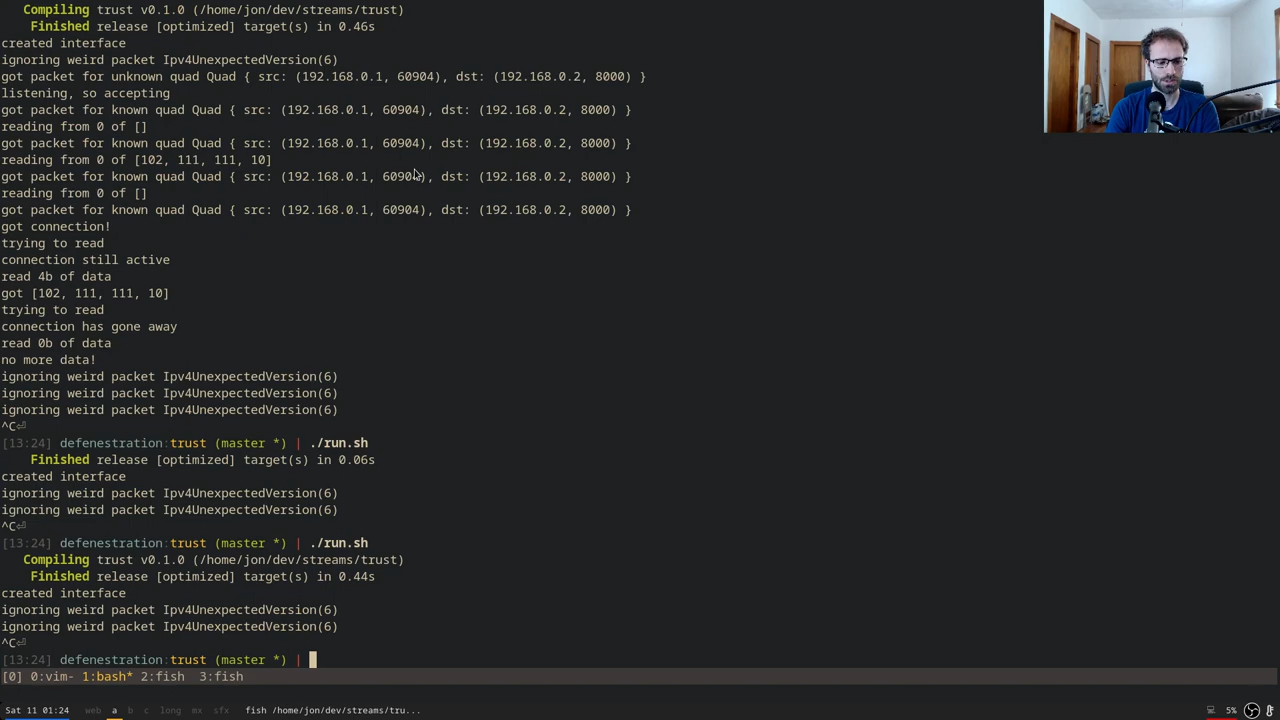 Compiling trust v0.1.0 (/home/jon/dev/streams/trust)
    Finished release [optimized] target(s) in 0.46s
created interface
ignoring weird packet Ipv4UnexpectedVersion(6)
got packet for unknown quad Quad { src: (192.168.0.1, 60904), dst: (192.168.0.2, 8000) }
listening, so accepting
got packet for known quad Quad { src: (192.168.0.1, 60904), dst: (192.168.0.2, 8000) }
reading from 0 of []
got packet for known quad Quad { src: (192.168.0.1, 60904), dst: (192.168.0.2, 8000) }
reading from 0 of [102, 111, 111, 10]
got packet for known quad Quad { src: (192.168.0.1, 60904), dst: (192.168.0.2, 8000) }
reading from 0 of []
got packet for known quad Quad { src: (192.168.0.1, 60904), dst: (192.168.0.2, 8000) }
got connection!
trying to read
connection still active
read 4b of data
got [102, 111, 111, 10]
trying to read
connection has gone away
read 0b of data
no more data!
ignoring weird packet Ipv4UnexpectedVersion(6)
ignoring weird packet Ipv4UnexpectedVersion(6)
ignoring weird packet Ipv4UnexpectedVersion(6)
^C⏎
[13:24] defenestration:trust (master *) | ./run.sh
    Finished release [optimized] target(s) in 0.06s
created interface
ignoring weird packet Ipv4UnexpectedVersion(6)
ignoring weird packet Ipv4UnexpectedVersion(6)
^C⏎
[13:24] defenestration:trust (master *) | ./run.sh
   Compiling trust v0.1.0 (/home/jon/dev/streams/trust)
    Finished release [optimized] target(s) in 0.44s
created interface
ignoring weird packet Ipv4UnexpectedVersion(6)
ignoring weird packet Ipv4UnexpectedVersion(6)
^C⏎
[13:24] defenestration:trust (master *) |
[0] 0:vim- 1:bash* 2:fish  3:fish
Sat 11 01:24 web a b c long mx sfx fish /home/jon/dev/streams/tru... 5%